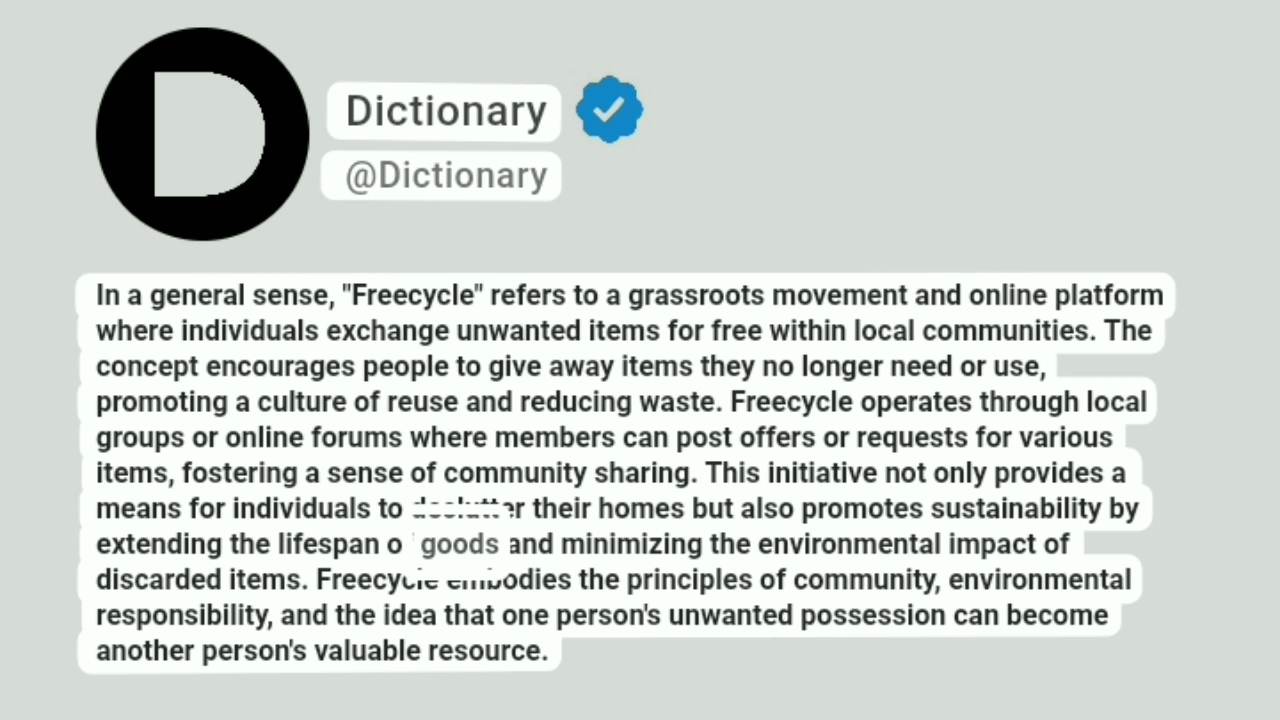 D
Dictionary
@Dictionary
In a general sense, "Freecycle" refers to a grassroots movement and online platform
where individuals exchange unwanted items for free within local communities. The
concept encourages people to give away items they no longer need or use,
promoting a culture of reuse and reducing waste. Freecycle operates through local
groups or online forums where members can post offers or requests for various
items, fostering a sense of community sharing. This initiative not only provides a
means for individuals to declutter their homes but also promotes sustainability by
extending the lifespan o goods and minimizing the environmental impact of
discarded items. Freecycle embodies the principles of community, environmental
responsibility, and the idea that one person's unwanted possession can become
another person's valuable resource.